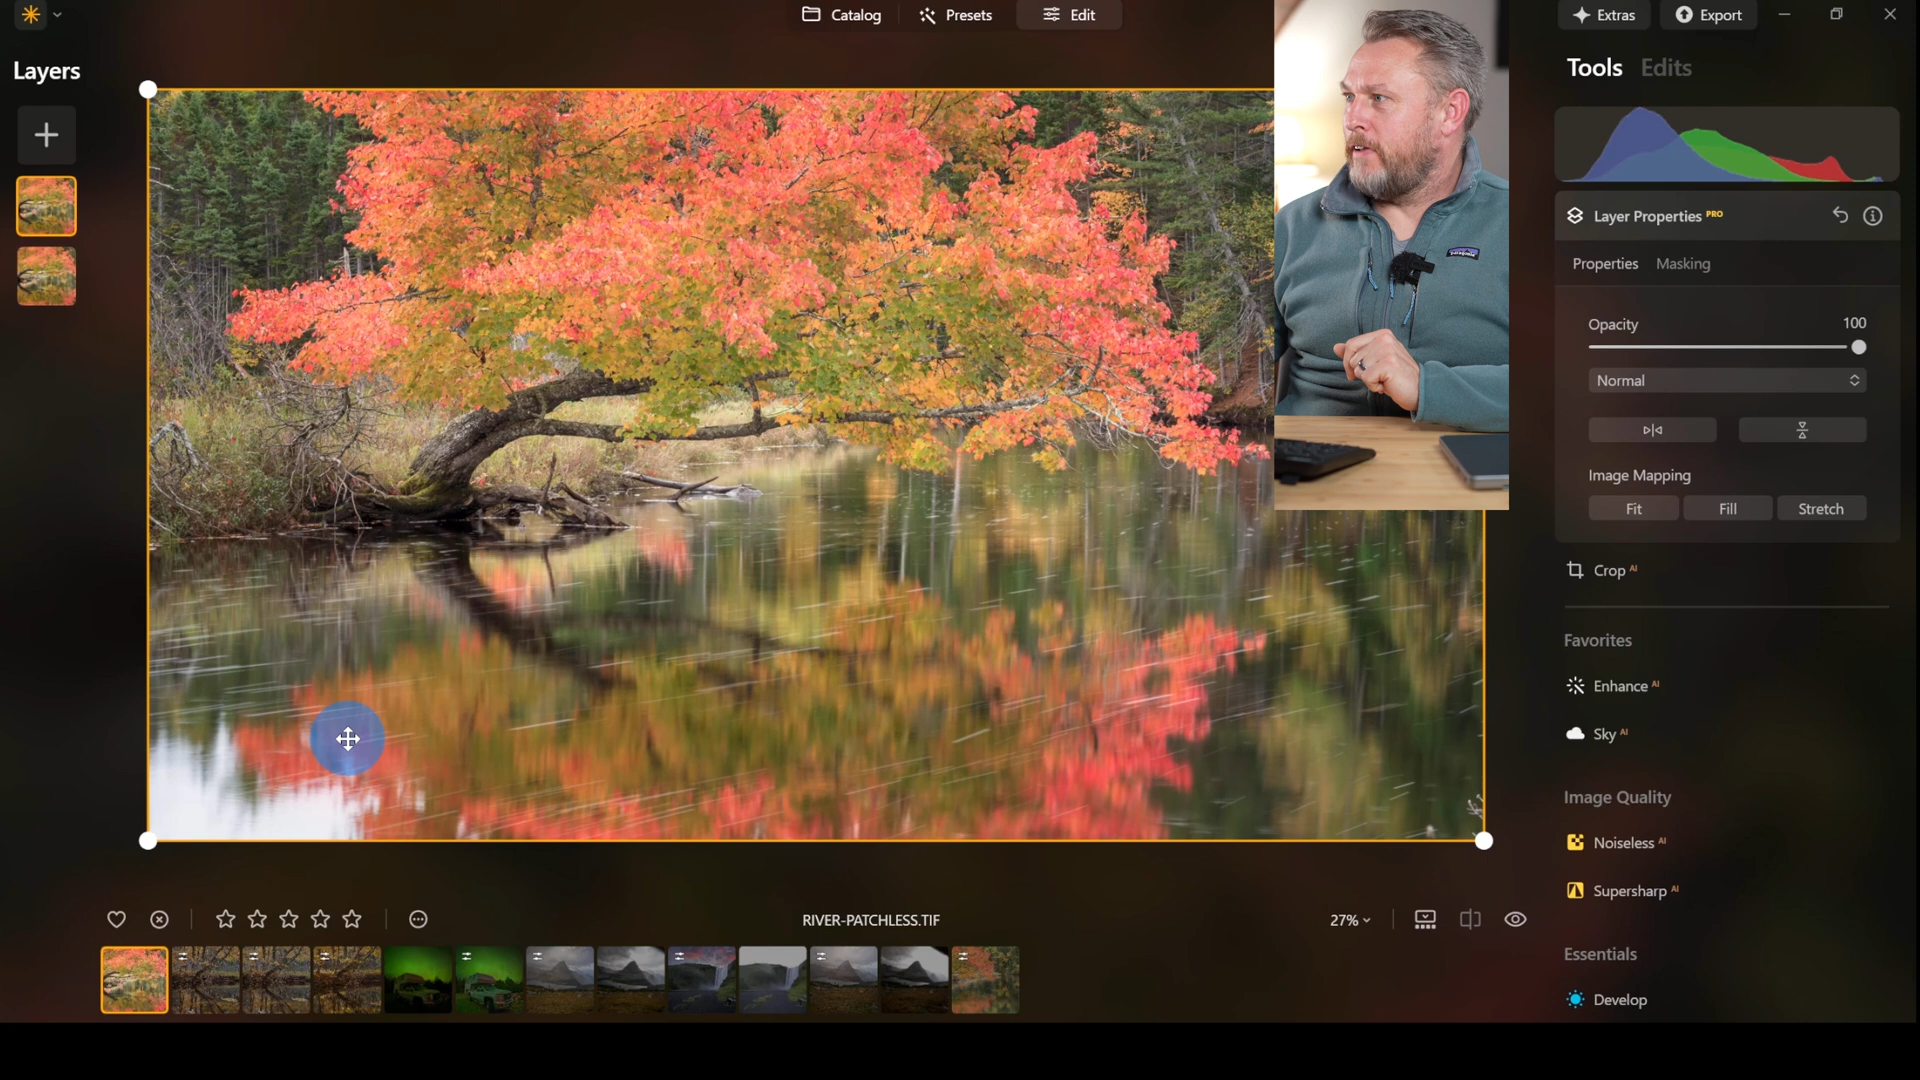 Catalog
Presets
Edit
Extras
Export
Layers
Tools
Edits
Layer Properties PRO
Properties
Masking
Opacity
100
Normal
Image Mapping
Fit
Fill
Stretch
Crop AI
Favorites
Enhance AI
Sky AI
Image Quality
Noiseless AI
Supersharp AI
Essentials
Develop
RIVER-PATCHLESS.TIF
27%
patagonia